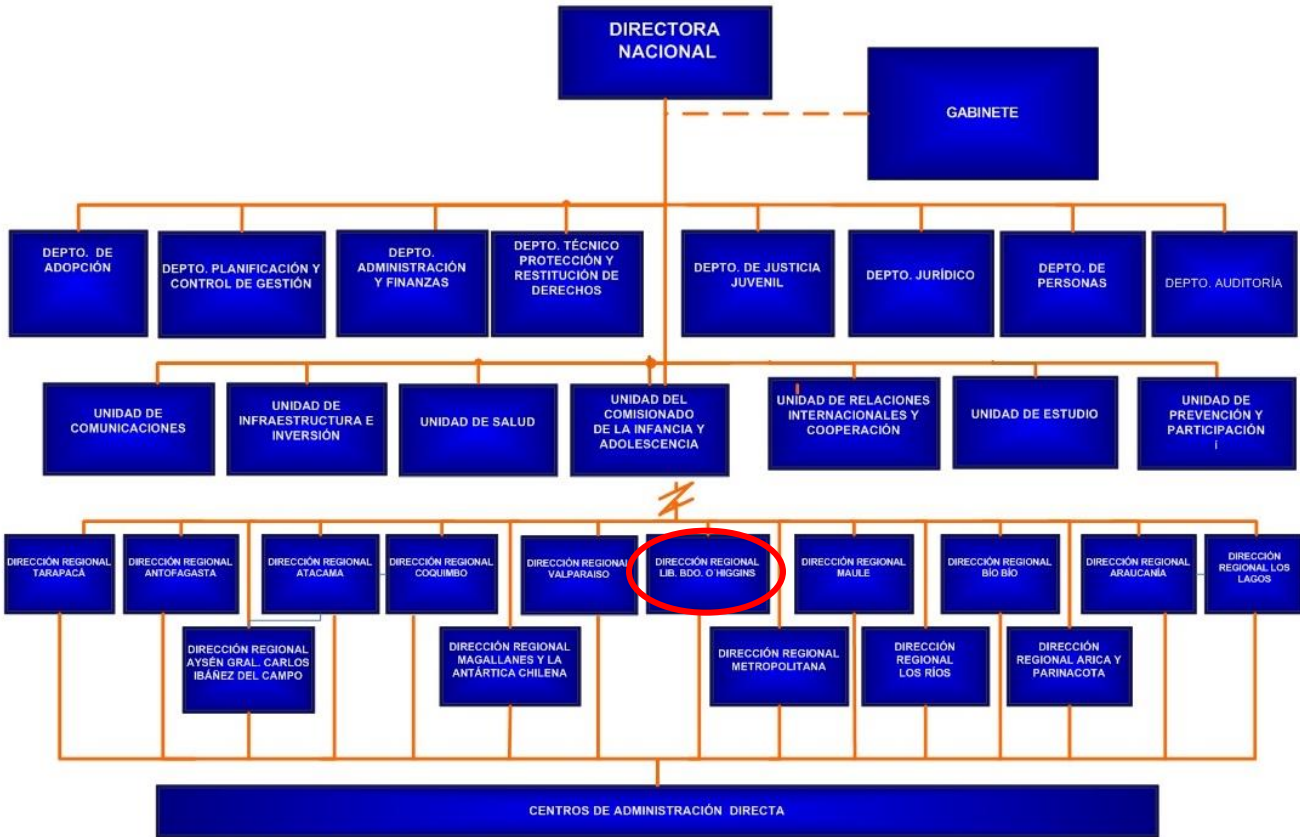 DIRECTORA
NACIONAL
GABINETE
DEPTO. DE
ADOPCIÓN
DEPTO. PLANIFICACIÓN Y
CONTROL DE GESTIÓN
DEPTO.
ADMINISTRACIÓN
Y FINANZAS
DEPTO. TÉCNICO
PROTECCIÓN Y
RESTITUCIÓN DE
DERECHOS
DEPTO. DE JUSTICIA
JUVENIL
DEPTO. JURÍDICO
DEPTO. DE
PERSONAS
DEPTO. AUDITORÍA
UNIDAD DE
COMUNICACIONES
UNIDAD DE
INFRAESTRUCTURA E
INVERSIÓN
UNIDAD DE SALUD
UNIDAD DEL
COMISIONADO
DE LA INFANCIA Y
ADOLESCENCIA
UNIDAD DE RELACIONES
INTERNACIONALES Y
COOPERACIÓN
UNIDAD DE ESTUDIO
UNIDAD DE
PREVENCIÓN Y
PARTICIPACIÓN
í
DIRECCIÓN REGIONAL
TARAPACÁ
DIRECCIÓN REGIONAL
ANTOFAGASTA
DIRECCIÓN REGIONAL
ATACAMA
DIRECCIÓN REGIONAL
COQUIMBO
DIRECCIÓN REGIONAL
VALPARAISO
DIRECCIÓN REGIONAL
LIB. BDO. O HIGGINS
DIRECCIÓN REGIONAL
MAULE
DIRECCIÓN REGIONAL
BÍO BÍO
DIRECCIÓN REGIONAL
ARAUCANÍA
DIRECCIÓN
REGIONAL LOS
LAGOS
DIRECCIÓN REGIONAL
AYSÉN GRAL. CARLOS
IBÁÑEZ DEL CAMPO
DIRECCIÓN REGIONAL
MAGALLANES Y LA
ANTÁRTICA CHILENA
DIRECCIÓN REGIONAL
METROPOLITANA
DIRECCIÓN
REGIONAL
LOS RÍOS
DIRECCIÓN
REGIONAL ARICA Y
PARINACOTA
CENTROS DE ADMINISTRACIÓN DIRECTA